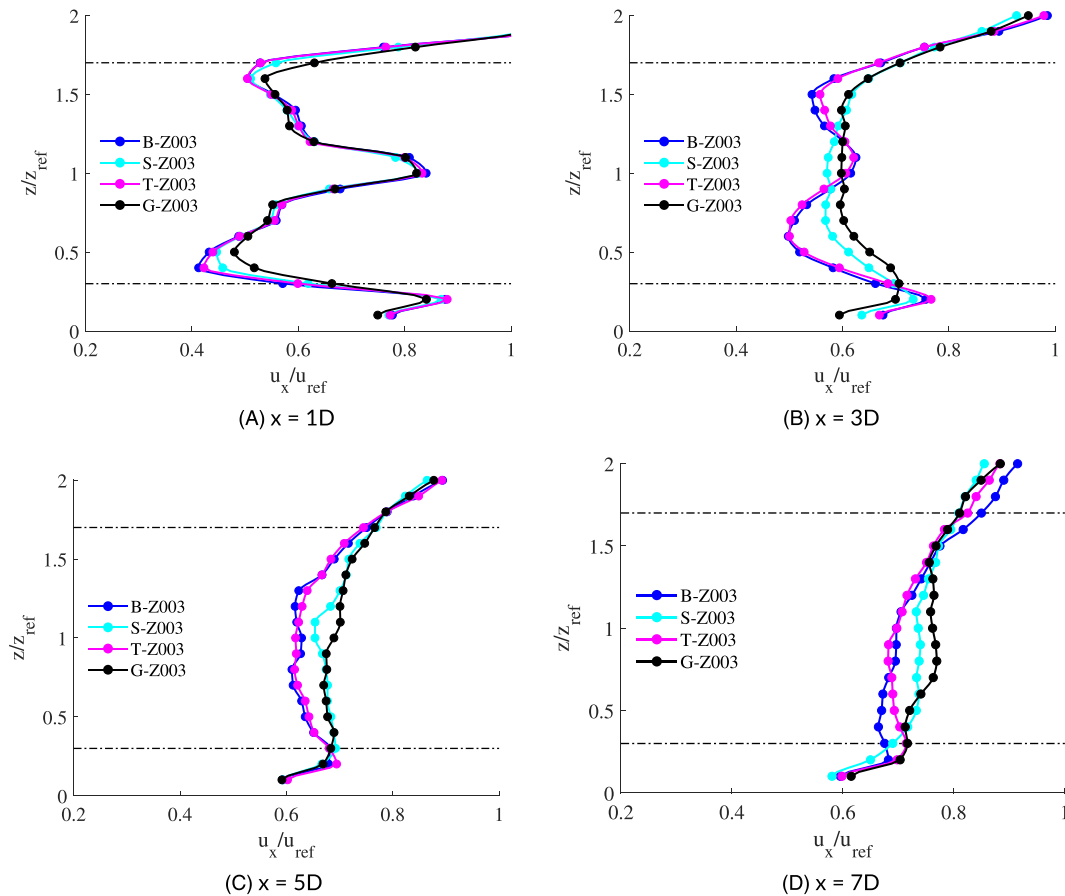 2
1.5
1
0.5
0
z/z_ref
B-Z003
S-Z003
T-Z003
G-Z003
0.2 0.4 0.6 0.8 1
u_x/u_ref
(A) x = 1D
2
1.5
1
0.5
0
z/z_ref
B-Z003
S-Z003
T-Z003
G-Z003
0.2 0.4 0.6 0.8 1
u_x/u_ref
(B) x = 3D
2
1.5
1
0.5
0
z/z_ref
B-Z003
S-Z003
T-Z003
G-Z003
0.2 0.4 0.6 0.8 1
u_x/u_ref
(C) x = 5D
2
1.5
1
0.5
0
z/z_ref
B-Z003
S-Z003
T-Z003
G-Z003
0.2 0.4 0.6 0.8 1
u_x/u_ref
(D) x = 7D